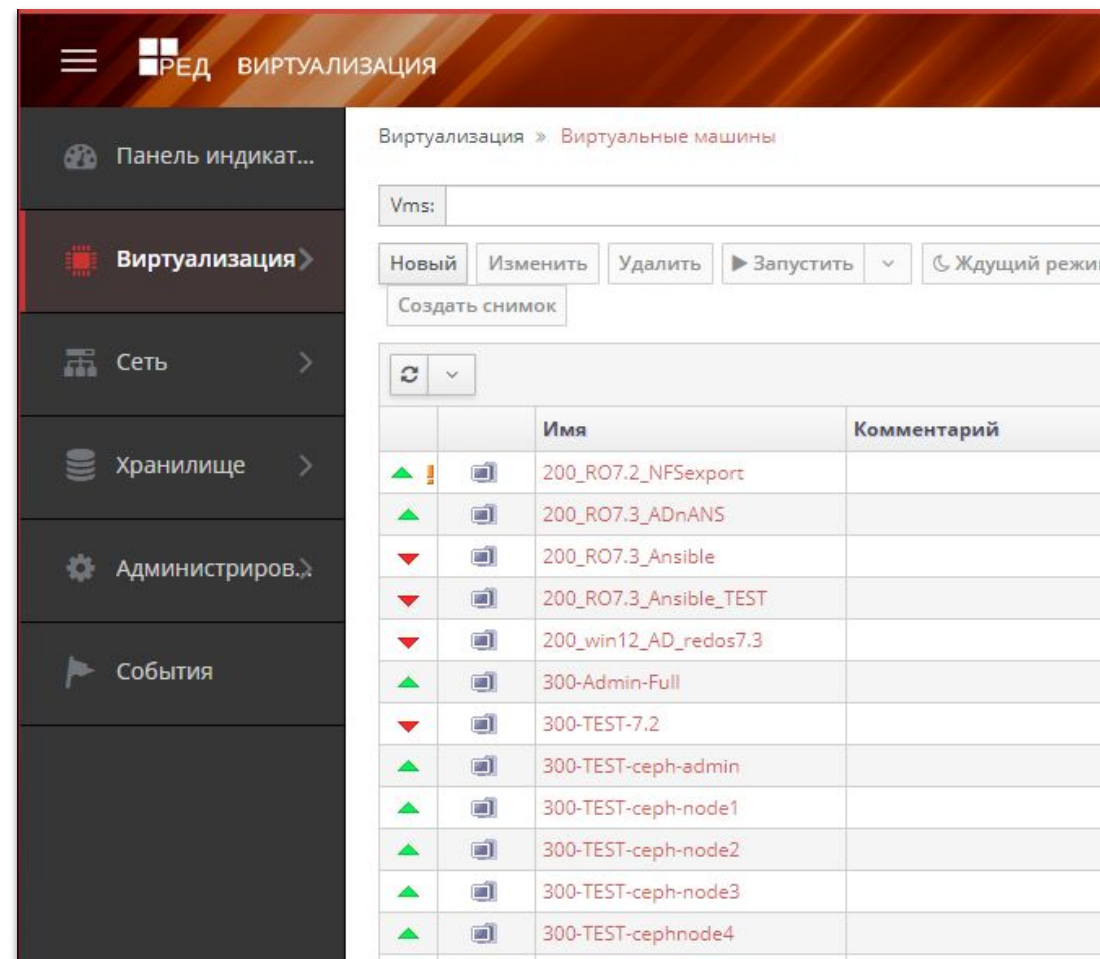 РЕД ВИРТУАЛИЗАЦИЯ
Панель индикат...
Виртуализация
Сеть
Хранилище
Администриров...
События
Виртуализация » Виртуальные машины
Vms:
Новый Изменить Удалить Запустить Ждущий режи
Создать снимок
Имя Комментарий
200_RO7.2_NFSexport
200_RO7.3_ADnANS
200_RO7.3_Ansible
200_RO7.3_Ansible_TEST
200_win12_AD_redos7.3
300-Admin-Full
300-TEST-7.2
300-TEST-ceph-admin
300-TEST-ceph-node1
300-TEST-ceph-node2
300-TEST-ceph-node3
300-TEST-cephnode4